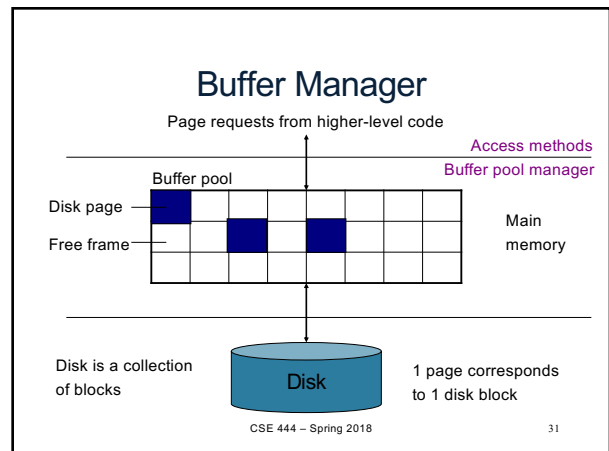 Buffer Manager
Page requests from higher-level code
Access methods
Buffer pool manager
Buffer pool
Disk page
Free frame
Main
memory
Disk is a collection
of blocks
Disk
1 page corresponds
to 1 disk block
CSE 444 – Spring 2018
31